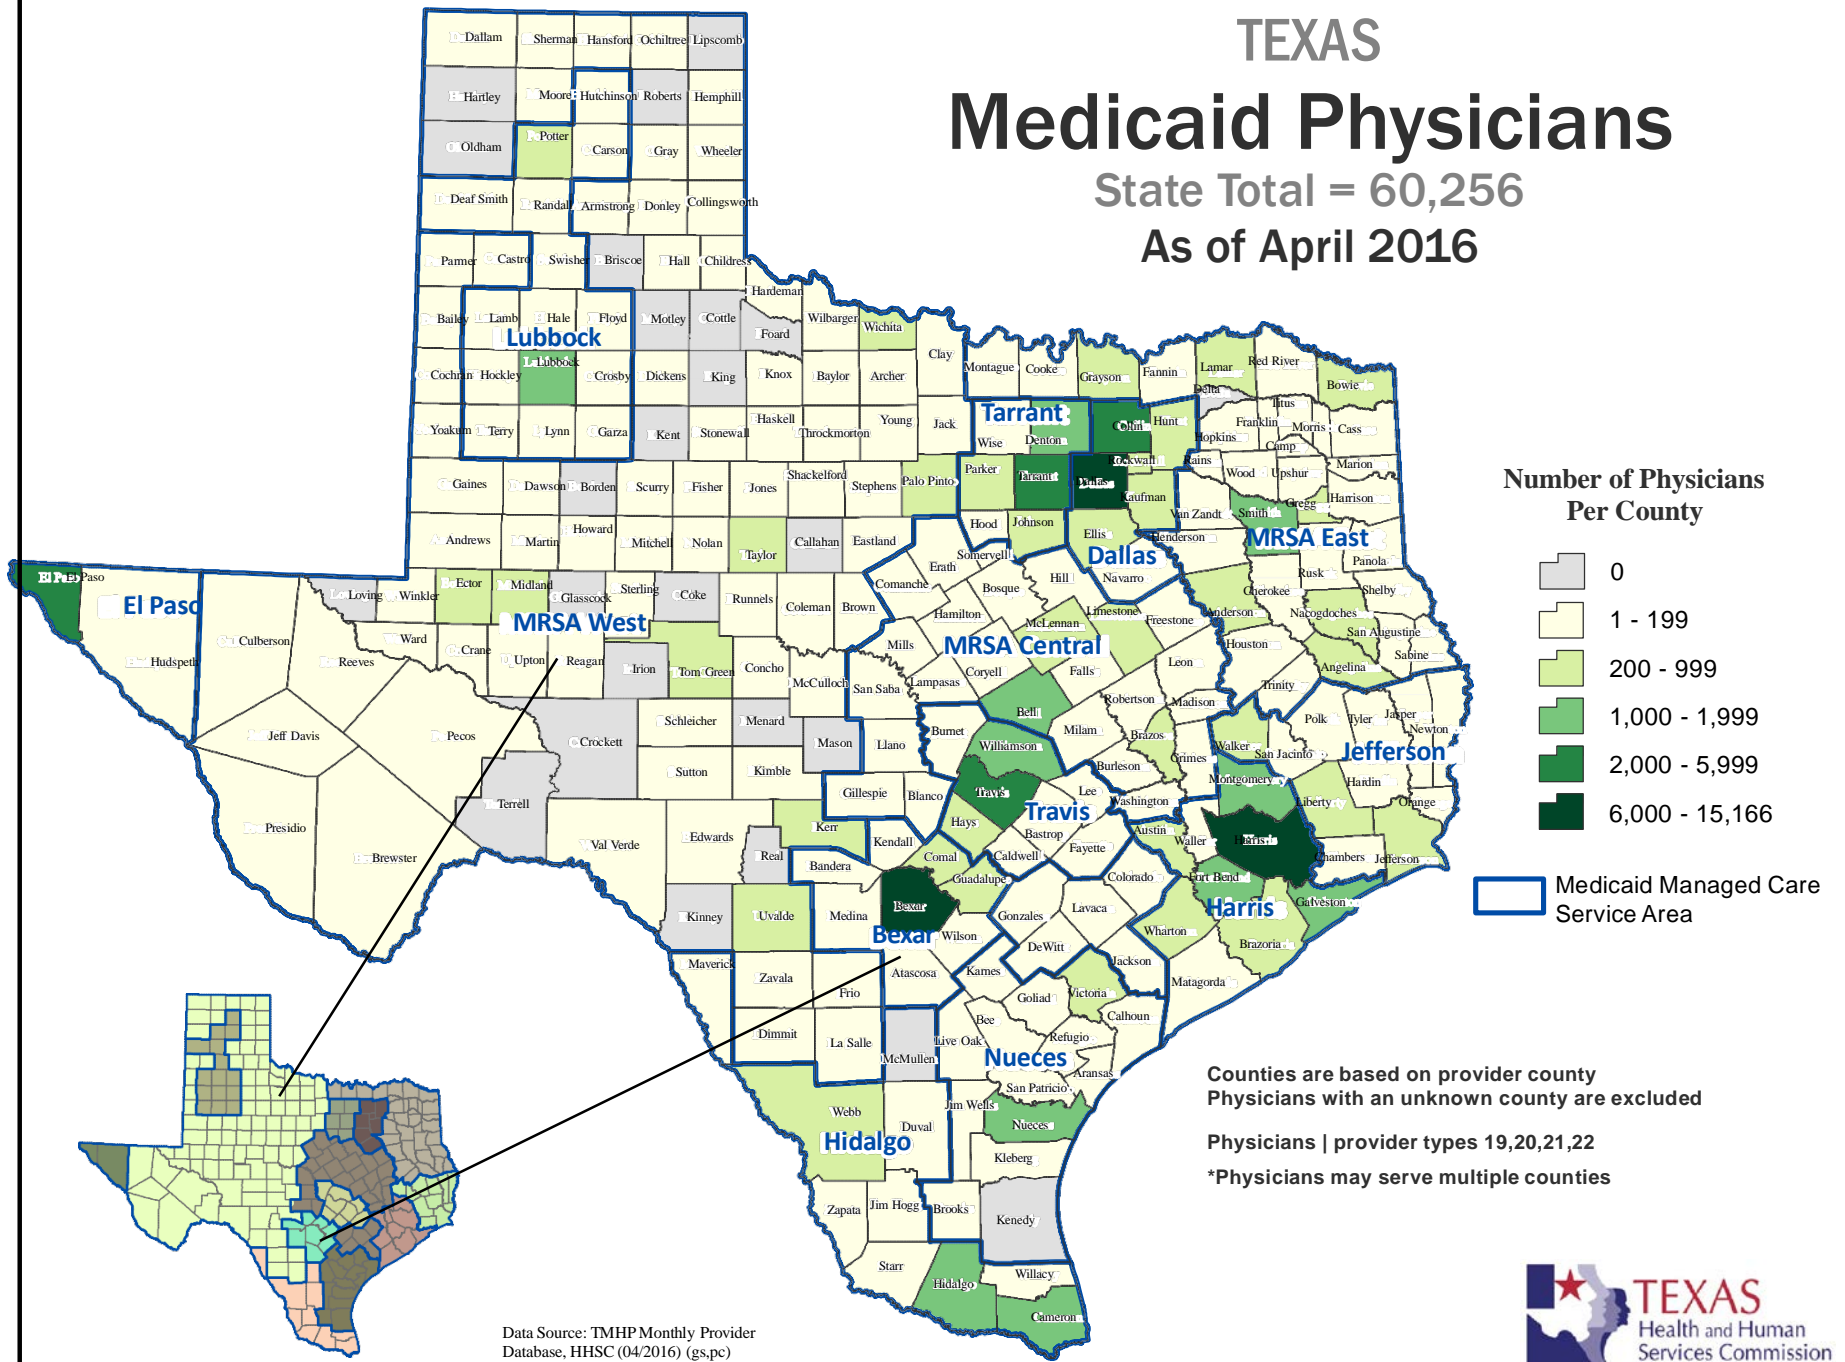 TEXAS
Medicaid Physicians
State Total = 60,256
As of April 2016
Dallam Sherman Hansford Ochiltree Lipscomb
Hartley Moore Hutchinson Roberts Hemphill
Potter
Oldham Carson Gray Wheeler
Deaf Smith Randall Armstrong Donley Collingsworth
Parmer Castro Swisher Briscoe Hall Childress
Hardeman
Bailey Lamb Hale Floyd Motley Cottle Foard Wilbarger Wichita
Lubbock
Lubbock
Clay
Cochran Hockley Crosby Dickens King Knox Baylor Archer
Montague Cooke Grayson Fannin Lamar Red River Bowie
Delta
Yoakum Terry Lynn Garza Kent Stonewall Haskell Throckmorton Young Jack
Tarrant
Wise Denton Collin Hunt Hopkins Franklin Titus Morris Cass
Camp
Gaines Dawson Borden Scurry Fisher Jones Shackelford Stephens Palo Pinto Parker Tarrant Dallas Rockwall Rains Wood Upshur Marion
Kaufman Van Zandt Smith Gregg Harrison
Andrews Martin Howard Mitchell Nolan Taylor Callahan Eastland Hood Johnson Ellis Henderson
MRSA East
Dallas
Somervell Erath Navarro Rusk Panola
El Paso
El Paso
El Paso
Hudspeth Culberson Loving Winkler Ector Midland Glasscock Sterling Coke Runnels Coleman Brown Comanche Bosque Hill
MRSA West
Cherokee Shelby
Hamilton McLennan Limestone Freestone Anderson Nacogdoches San Augustine
Reeves Ward Crane Upton Reagan Irion Tom Green Concho McCulloch San Saba Mills
MRSA Central
Lampasas Coryell Falls Leon Houston Angelina Sabine
Trinity
Jeff Davis Pecos Crockett Schleicher Menard Mason Llano Burnet Bell Robertson Madison
Milam Brazos Walker San Jacinto Polk Tyler Jasper Newton
Jefferson
Williamson Burleson Grimes Montgomery Hardin
Terrell Sutton Kimble Gillespie Blanco Travis Lee Washington Liberty Orange
Travis
Presidio Brewster Val Verde Edwards Real Kerr Kendall Hays Bastrop Fayette Austin Waller Harris Chambers Jefferson
Bandera Comal Caldwell
Guadalupe Colorado Fort Bend
Harris
Galveston
Kinney Uvalde Medina Bexar Gonzales Lavaca Wharton Brazoria
Bexar
Wilson DeWitt
Maverick Zavala Frio Atascosa Karnes Jackson Matagorda
Goliad Victoria
Dimmit La Salle McMullen Live Oak Bee Refugio Calhoun
Nueces
Aransas
San Patricio
Webb Duval Jim Wells Nueces
Hidalgo
Kleberg
Zapata Jim Hogg Brooks Kenedy
Starr Hidalgo Willacy
Cameron
Number of Physicians
Per County
0
1 - 199
200 - 999
1,000 - 1,999
2,000 - 5,999
6,000 - 15,166
Medicaid Managed Care
Service Area
Counties are based on provider county
Physicians with an unknown county are excluded
Physicians | provider types 19,20,21,22
*Physicians may serve multiple counties
Data Source: TMHP Monthly Provider
Database, HHSC (04/2016) (gs,pc)
TEXAS
Health and Human
Services Commission